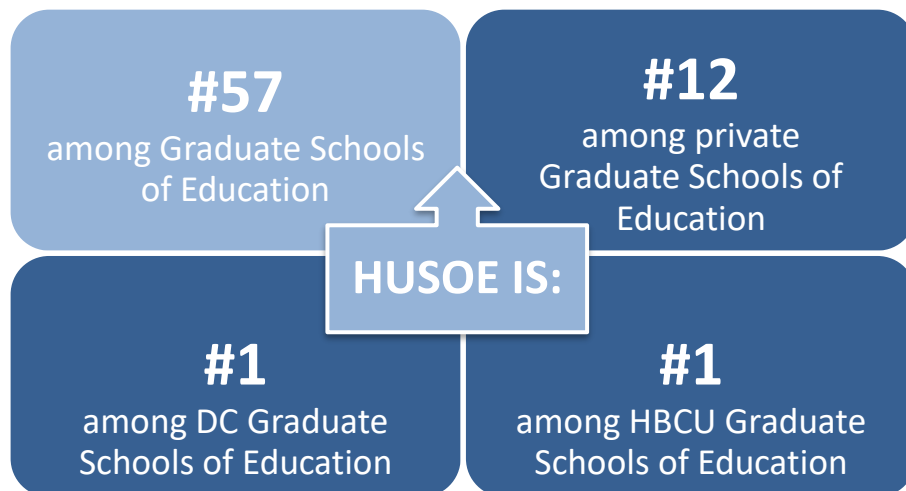 #57
among Graduate Schools
of Education
#12
among private
Graduate Schools of
Education
HUSOE IS:
#1
among DC Graduate
Schools of Education
#1
among HBCU Graduate
Schools of Education